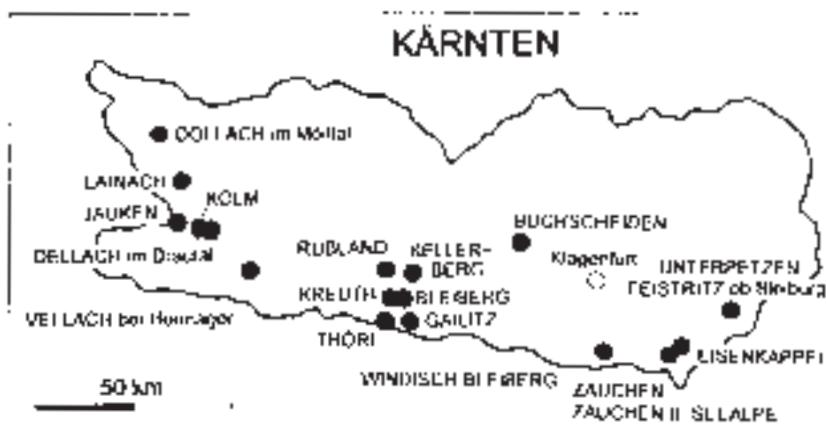 KÄRNTEN
DÖLLACH im Mölltal
LAINACH
KOLM
JAUKEN
DELLACH im Drautal
BUCHSCHEIDEN
RUBLAND
KELLER-
BERG
Klagenfurt
UNTERPETZEN
FEISTRITZ ob Bleiburg
KREUTH
BLEIBERG
VELLACH bei Hermagor
GAILITZ
THÖRL
EISENKAPPEL
WINDISCH BLEIBERG
50 km
ZAUCHEN